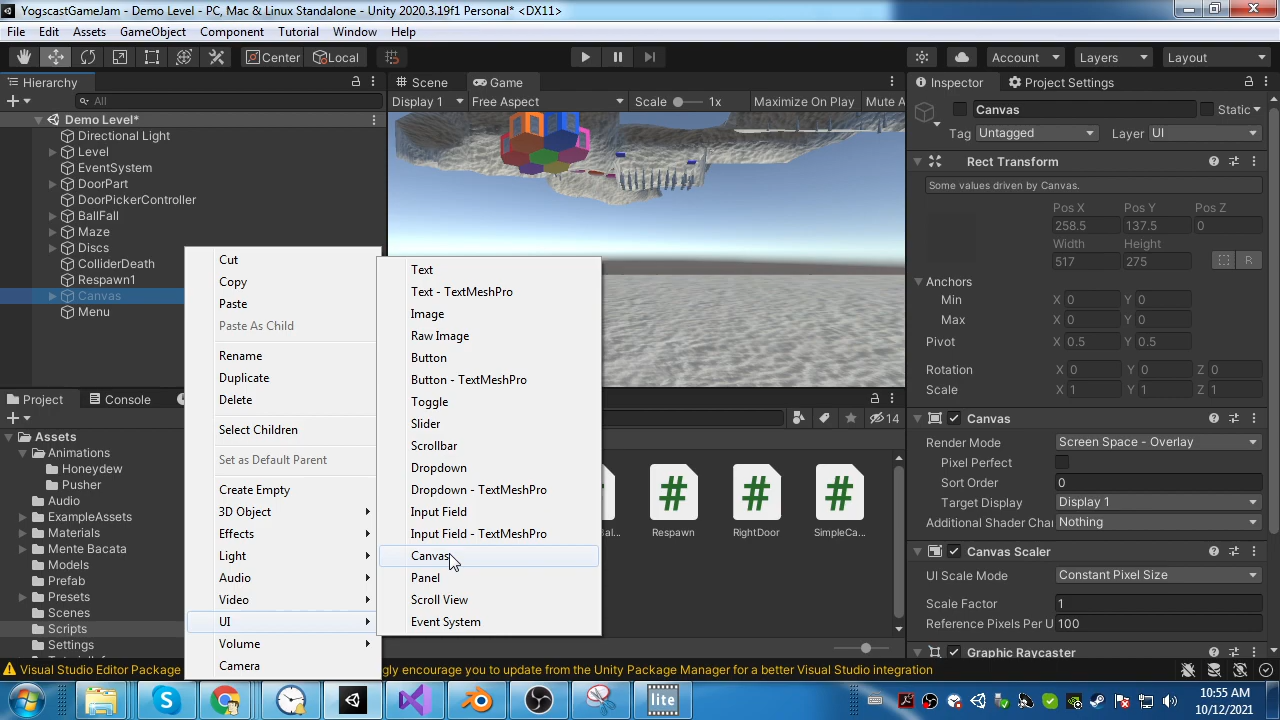 YogscastGameJam - Demo Level - PC, Mac & Linux Standalone - Unity 2020.3.19f1 Personal* <DX11>
File Edit Assets GameObject Component Tutorial Window Help
Center Local Account Layers Layout
Hierarchy Scene Game Inspector Project Settings
All Display 1 Free Aspect Scale 1x Maximize On Play Mute A
Canvas Static
Tag Untagged Layer UI
Demo Level*
Directional Light
Level
EventSystem
DoorPart
DoorPickerController
BallFall
Maze
Discs
ColliderDeath
Respawn1
Canvas
Menu
Cut
Copy
Paste
Paste As Child
Rename
Duplicate
Delete
Select Children
Set as Default Parent
Create Empty
3D Object
Effects
Light
Audio
Video
UI
Volume
Camera
Text
Text - TextMeshPro
Image
Raw Image
Button
Button - TextMeshPro
Toggle
Slider
Scrollbar
Dropdown
Dropdown - TextMeshPro
Input Field
Input Field - TextMeshPro
Canvas
Panel
Scroll View
Event System
Rect Transform
Some values driven by Canvas.
Pos X Pos Y Pos Z
258.5 137.5 0
Width Height
517 275 R
Anchors
Min X 0 Y 0
Max X 0 Y 0
Pivot X 0.5 Y 0.5
Rotation X 0 Y 0 Z 0
Scale X 1 Y 1 Z 1
Canvas
Render Mode Screen Space - Overlay
Pixel Perfect
Sort Order 0
Target Display Display 1
Additional Shader Chan Nothing
Canvas Scaler
UI Scale Mode Constant Pixel Size
Scale Factor 1
Reference Pixels Per U 100
Graphic Raycaster
Project Console
14
Assets
Animations
Honeydew
Pusher
Audio
ExampleAssets
Materials
Mente Bacata
Models
Prefab
Presets
Scenes
Scripts
Settings
Respawn RightDoor SimpleCa...
Visual Studio Editor Package
gly encourage you to update from the Unity Package Manager for a better Visual Studio integration
lite
10:55 AM
10/12/2021